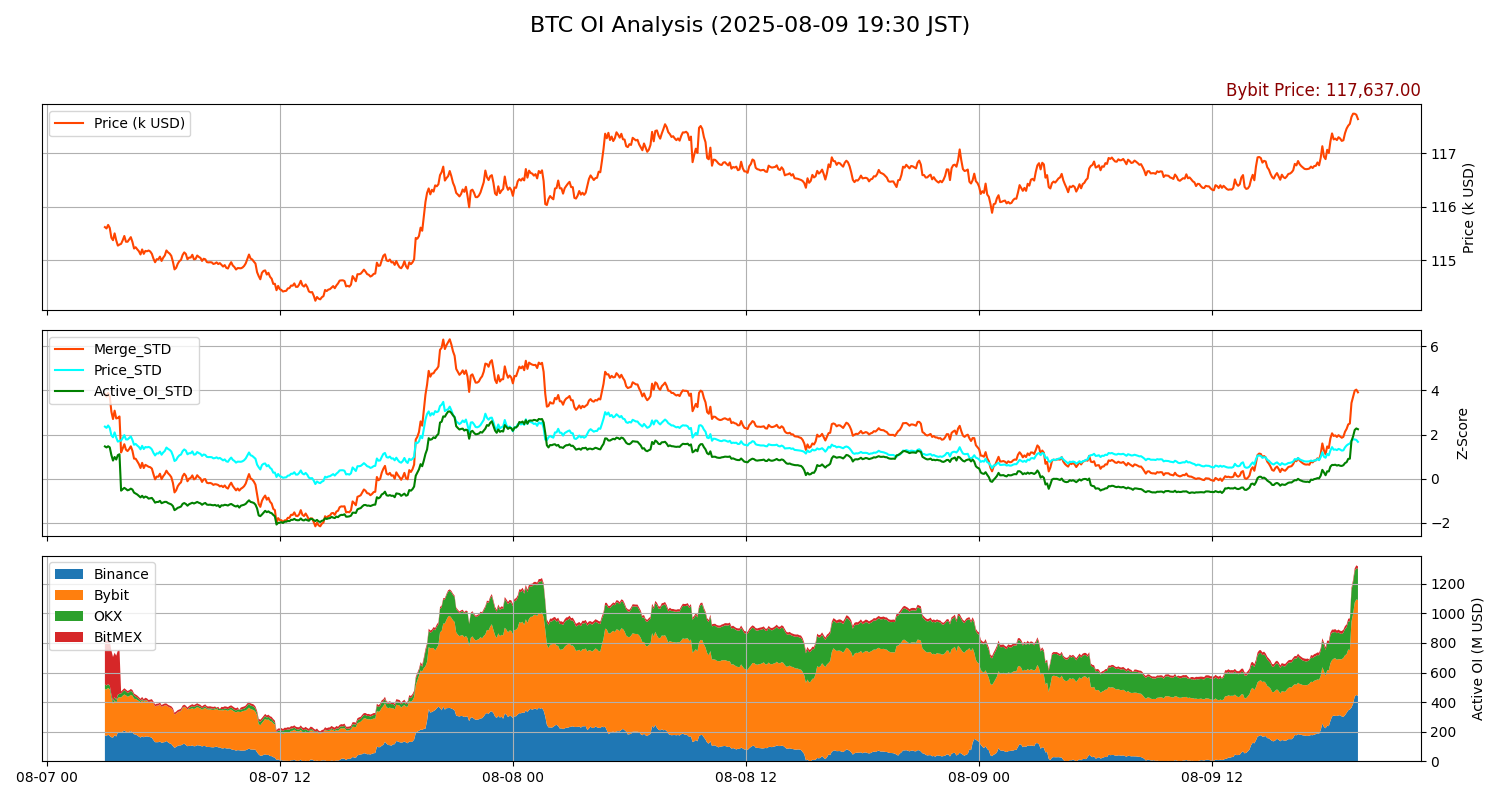 BTC OI Analysis (2025-08-09 19:30 JST)
Bybit Price: 117,637.00
Price (k USD)
117
116
115
Price (k USD)
Merge_STD
Price_STD
Active_OI_STD
6
4
2
0
−2
Z-Score
Binance
Bybit
OKX
BitMEX
1200
1000
800
600
400
200
0
Active OI (M USD)
08-07 00
08-07 12
08-08 00
08-08 12
08-09 00
08-09 12